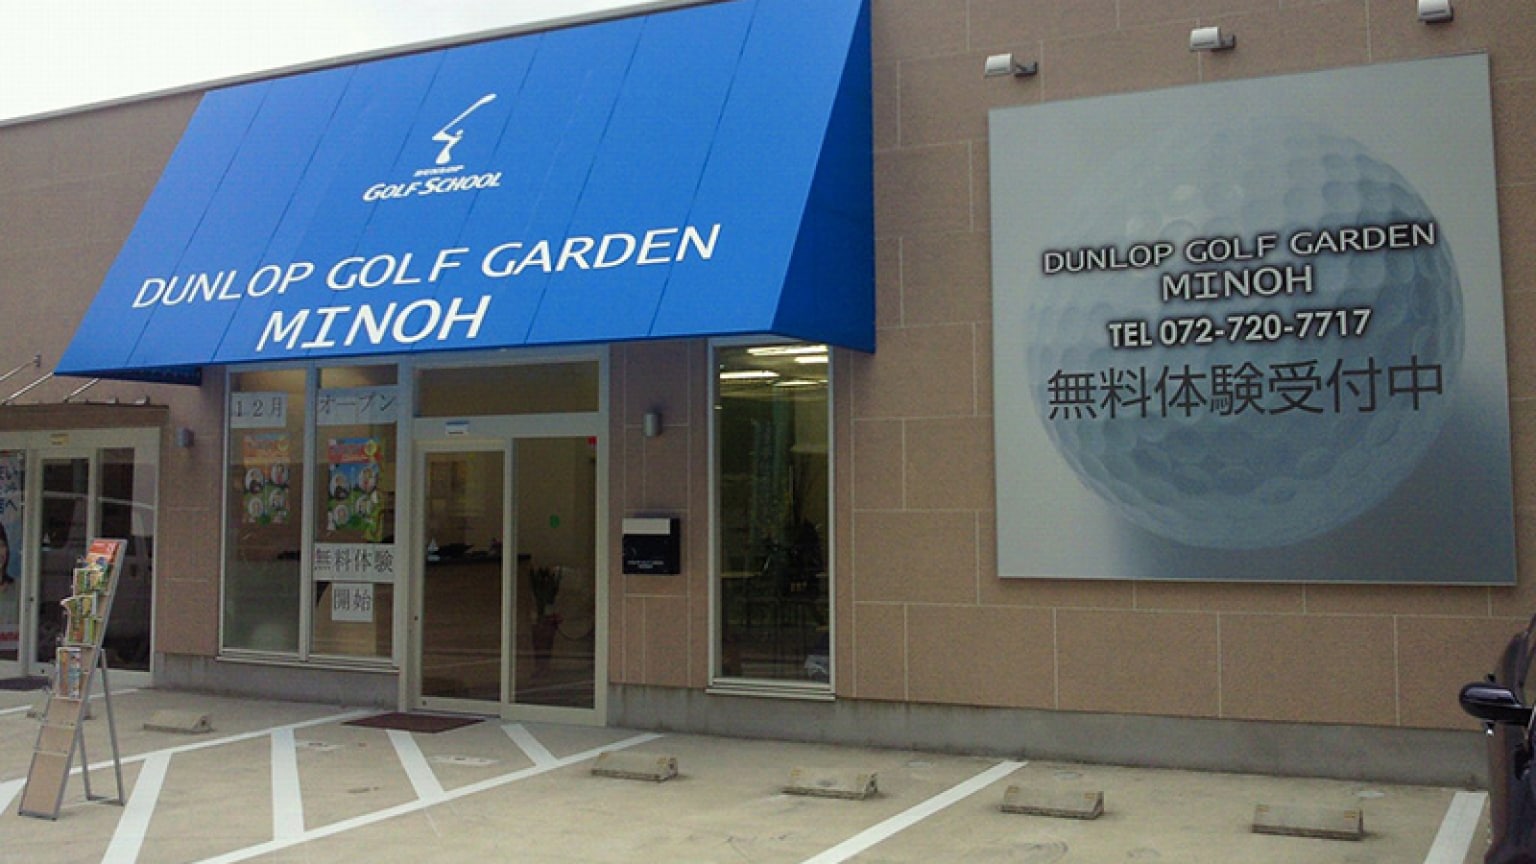 DUNLOP
GOLF SCHOOL
DUNLOP GOLF GARDEN
MINOH
DUNLOP GOLF GARDEN
MINOH
TEL 072-720-7717
無料体験受付中
12月
オープン
無料体験
開始